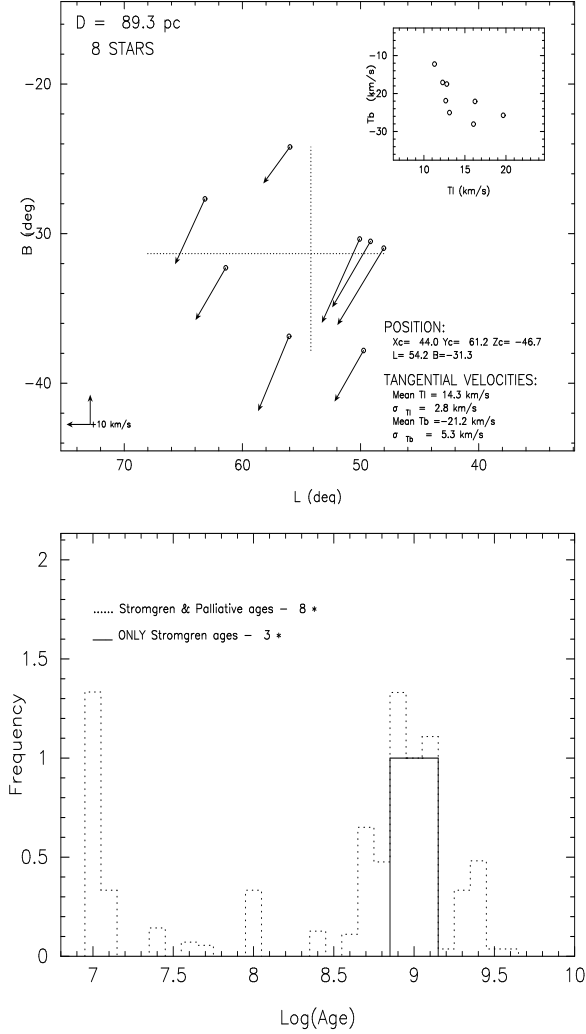 D = 89.3 pc
8 STARS
-10
-20
-30
Tb (km/s)
10 15 20
Tl (km/s)
-20
-30
-40
B (deg)
POSITION:
Xc= 44.0 Yc= 61.2 Zc= -46.7
L= 54.2 B=-31.3
TANGENTIAL VELOCITIES:
Mean Tl = 14.3 km/s
σ Tl = 2.8 km/s
Mean Tb =-21.2 km/s
σ Tb = 5.3 km/s
+10 km/s
70 60 50 40
L (deg)
2
1.5
1
0.5
0
Frequency
Stromgren & Palliative ages - 8 *
ONLY Stromgren ages - 3 *
7 7.5 8 8.5 9 9.5 10
Log(Age)